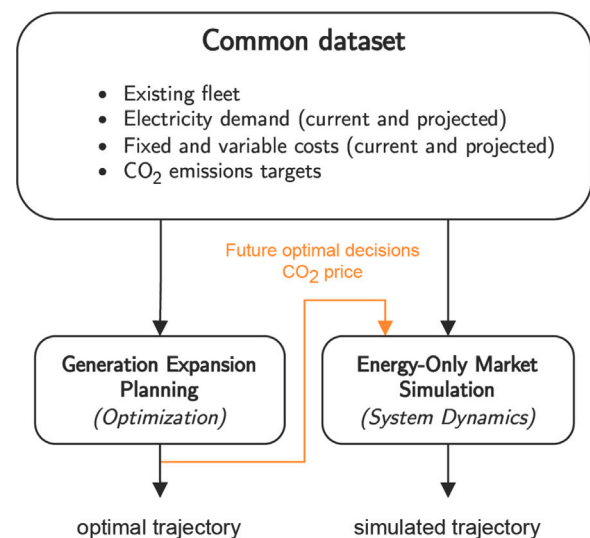 Common dataset
• Existing fleet
• Electricity demand (current and projected)
• Fixed and variable costs (current and projected)
• CO₂ emissions targets
Future optimal decisions
CO₂ price
Generation Expansion
Planning
(Optimization)
Energy-Only Market
Simulation
(System Dynamics)
optimal trajectory
simulated trajectory